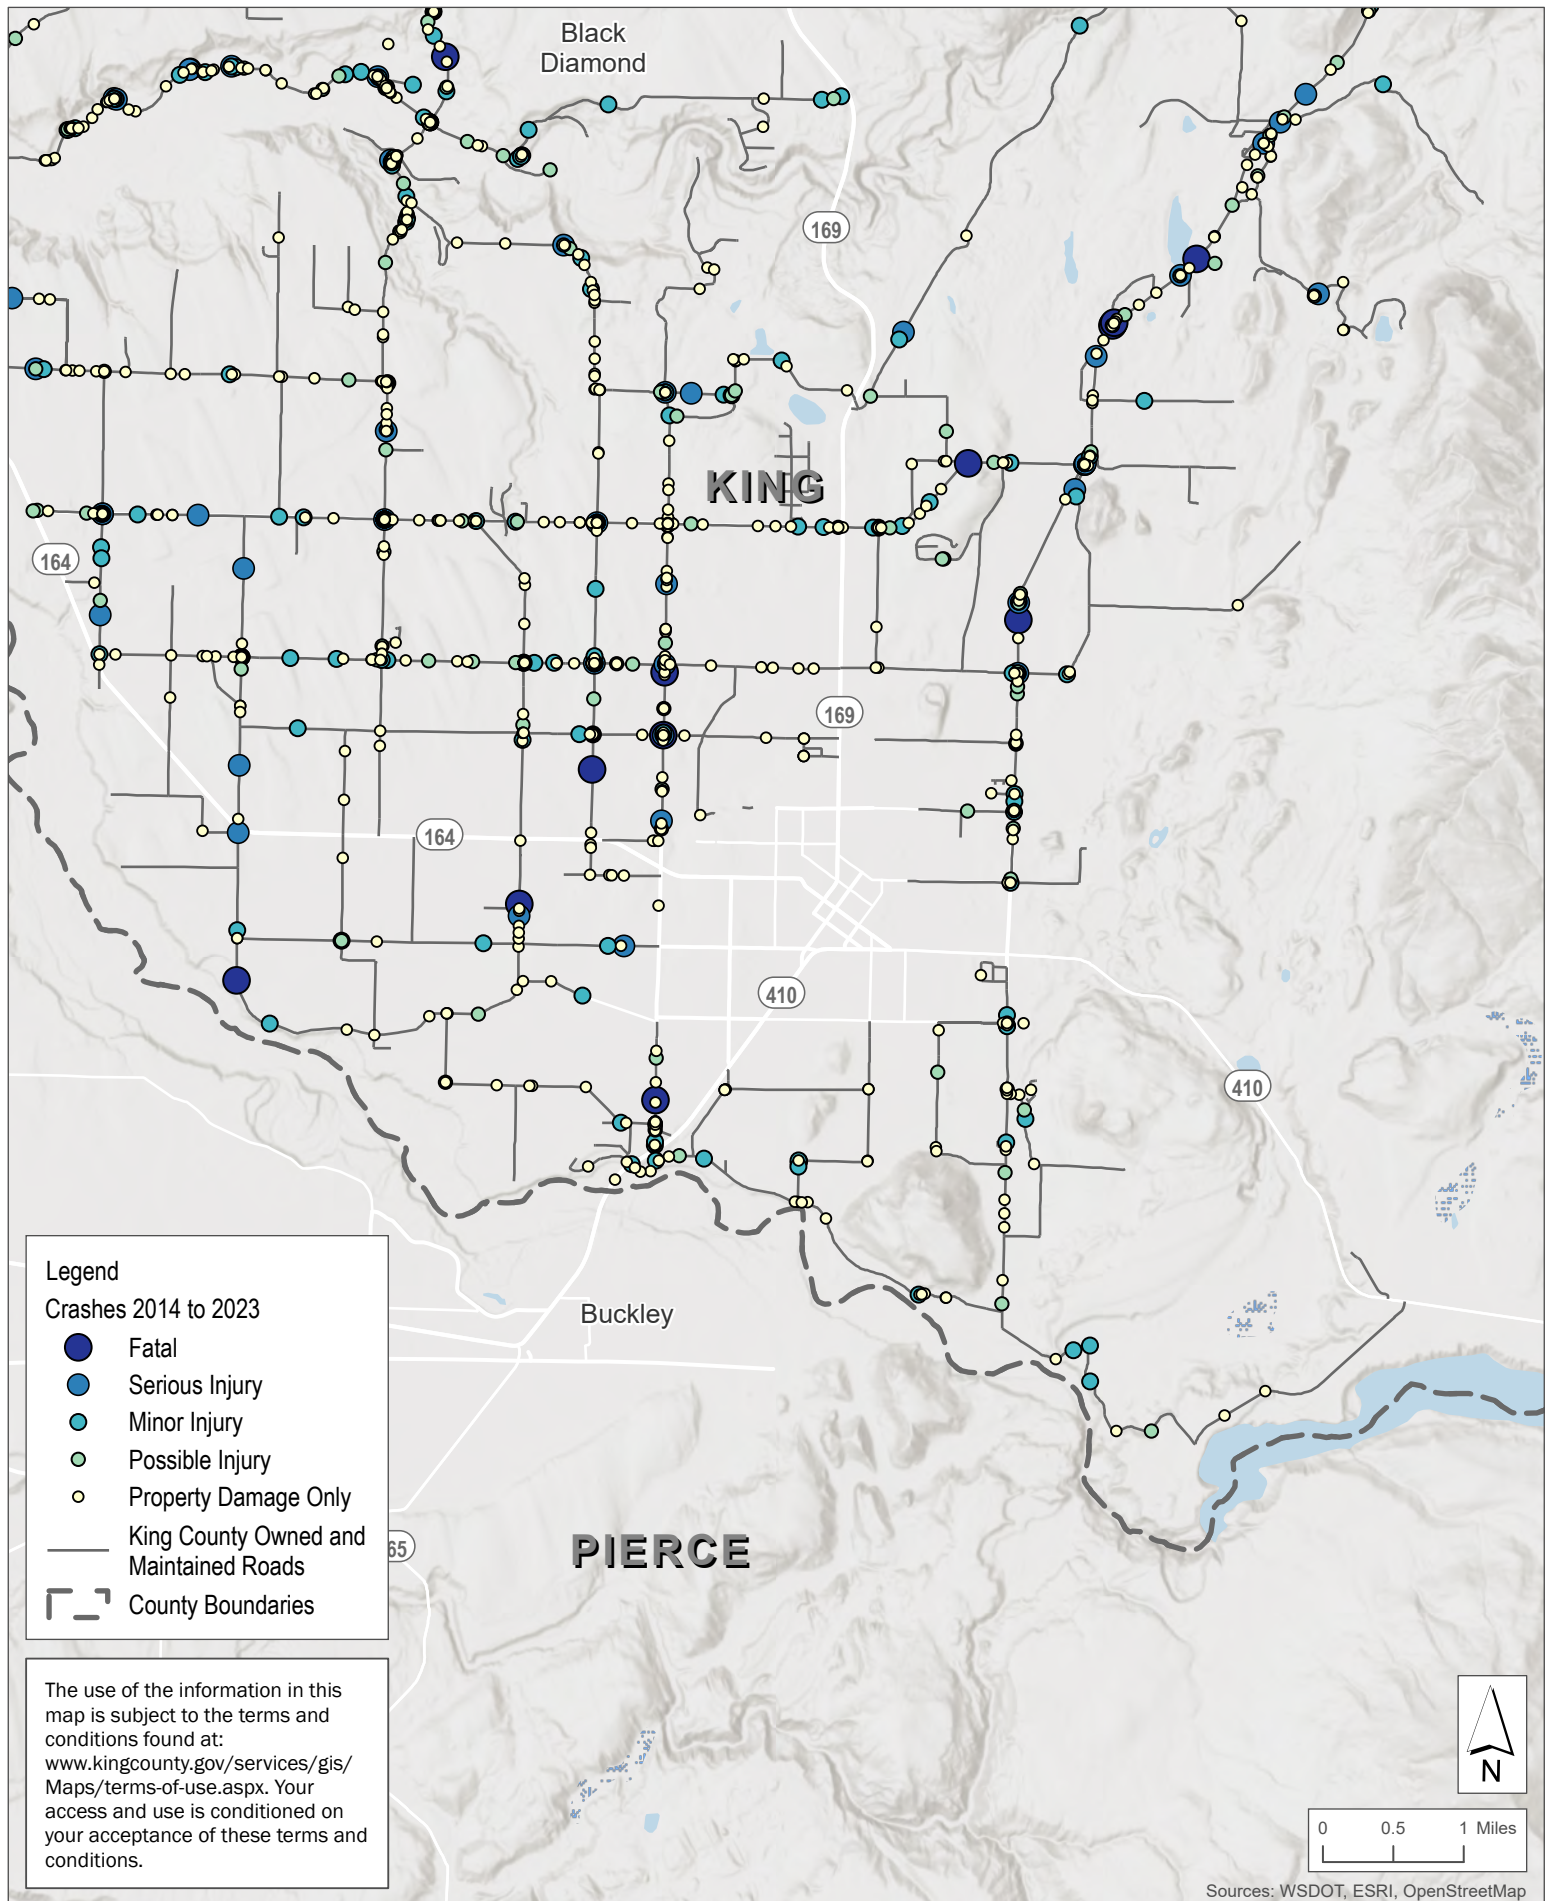 Black
Diamond
169
KING
164
169
164
410
410
Legend
Crashes 2014 to 2023
Fatal
Serious Injury
Minor Injury
Possible Injury
Property Damage Only
King County Owned and
Maintained Roads
County Boundaries
Buckley
PIERCE
65
The use of the information in this
map is subject to the terms and
conditions found at:
www.kingcounty.gov/services/gis/
Maps/terms-of-use.aspx. Your
access and use is conditioned on
your acceptance of these terms and
conditions.
N
0 0.5 1 Miles
Sources: WSDOT, ESRI, OpenStreetMap